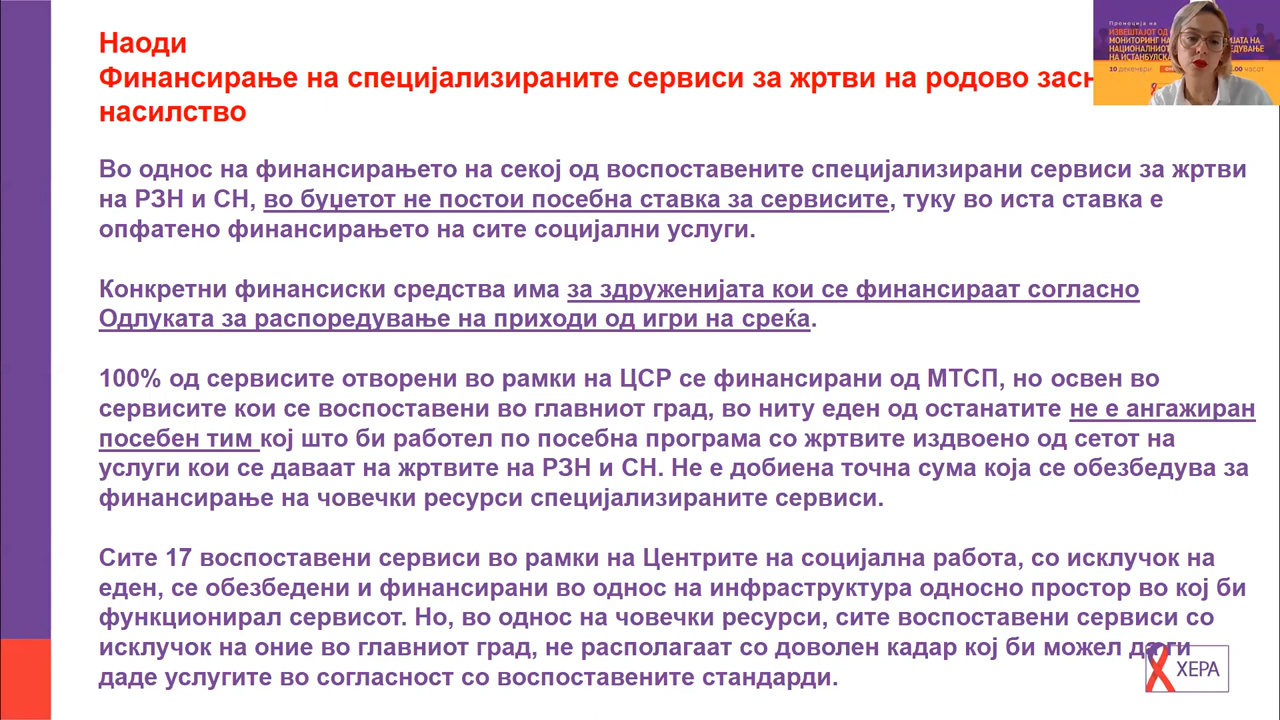 Наоди
Финансирање на специјализираните сервиси за жртви на родово
насилство
Промоција на
ИЗВЕШТАЈОТ ОД
МОНИТОРИНГ НА
НАЦИОНАЛНИОТ
НА ИСТАНБУЛСКА
10 декември
часот
Во однос на финансирањето на секој од воспоставените специјализирани сервиси за жртви
на РЗН и СН, во буџетот не постои посебна ставка за сервисите, туку во иста ставка е
опфатено финансирањето на сите социјални услуги.
Конкретни финансиски средства има за здруженијата кои се финансираат согласно
Одлуката за распоредување на приходи од игри на среќа.
100% од сервисите отворени во рамки на ЦСР се финансирани од МТСП, но освен во
сервисите кои се воспоставени во главниот град, во ниту еден од останатите не е ангажиран
посебен тим кој што би работел по посебна програма со жртвите издвоено од сетот на
услуги кои се даваат на жртвите на РЗН и СН. Не е добиена точна сума која се обезбедува за
финансирање на човечки ресурси специјализираните сервиси.
Сите 17 воспоставени сервиси во рамки на Центрите на социјална работа, со исклучок на
еден, се обезбедени и финансирани во однос на инфраструктура односно простор во кој би
функционирал сервисот. Но, во однос на човечки ресурси, сите воспоставени сервиси со
исклучок на оние во главниот град, не располагаат со доволен кадар кој би можел да ги
даде услугите во согласност со воспоставените стандарди.
ХЕРА